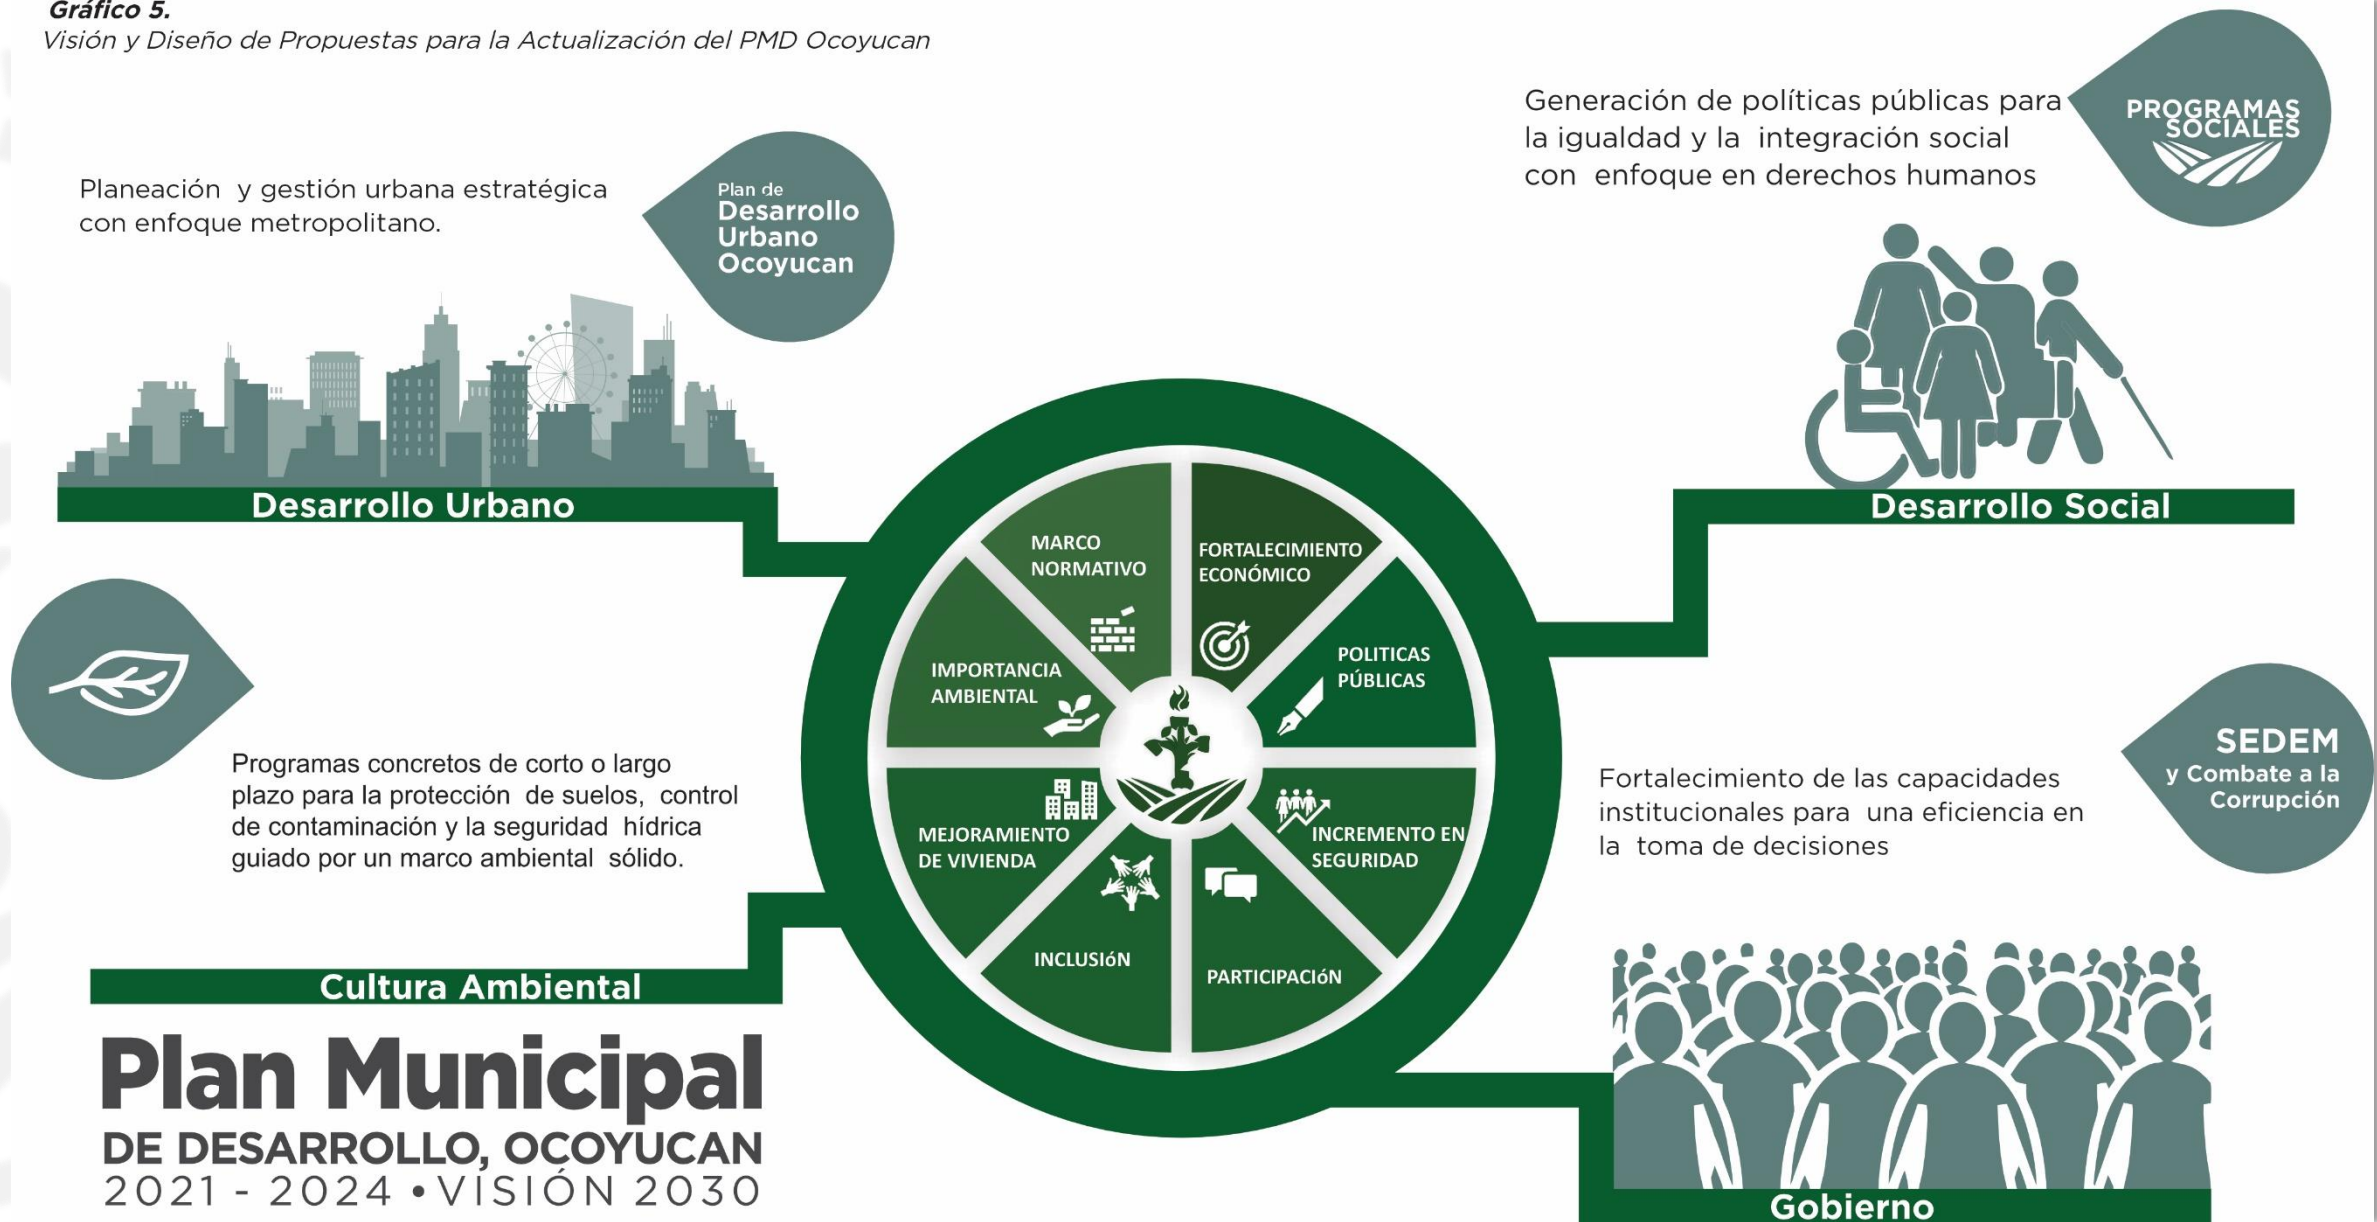 Gráfico 5.
Visión y Diseño de Propuestas para la Actualización del PMD Ocoyucan
Planeación y gestión urbana estratégica
con enfoque metropolitano.
Plan de
Desarrollo
Urbano
Ocoyucan
Desarrollo Urbano
Generación de políticas públicas para
la igualdad y la integración social
con enfoque en derechos humanos
PROGRAMAS
SOCIALES
Desarrollo Social
MARCO
NORMATIVO
FORTALECIMIENTO
ECONÓMICO
IMPORTANCIA
AMBIENTAL
POLITICAS
PÚBLICAS
MEJORAMIENTO
DE VIVIENDA
INCREMENTO EN
SEGURIDAD
INCLUSIóN
PARTICIPACIóN
Programas concretos de corto o largo
plazo para la protección de suelos, control
de contaminación y la seguridad hídrica
guiado por un marco ambiental sólido.
Cultura Ambiental
Fortalecimiento de las capacidades
institucionales para una eficiencia en
la toma de decisiones
SEDEM
y Combate a la
Corrupción
Gobierno
Plan Municipal
DE DESARROLLO, OCOYUCAN
2021 - 2024 • VISIÓN 2030